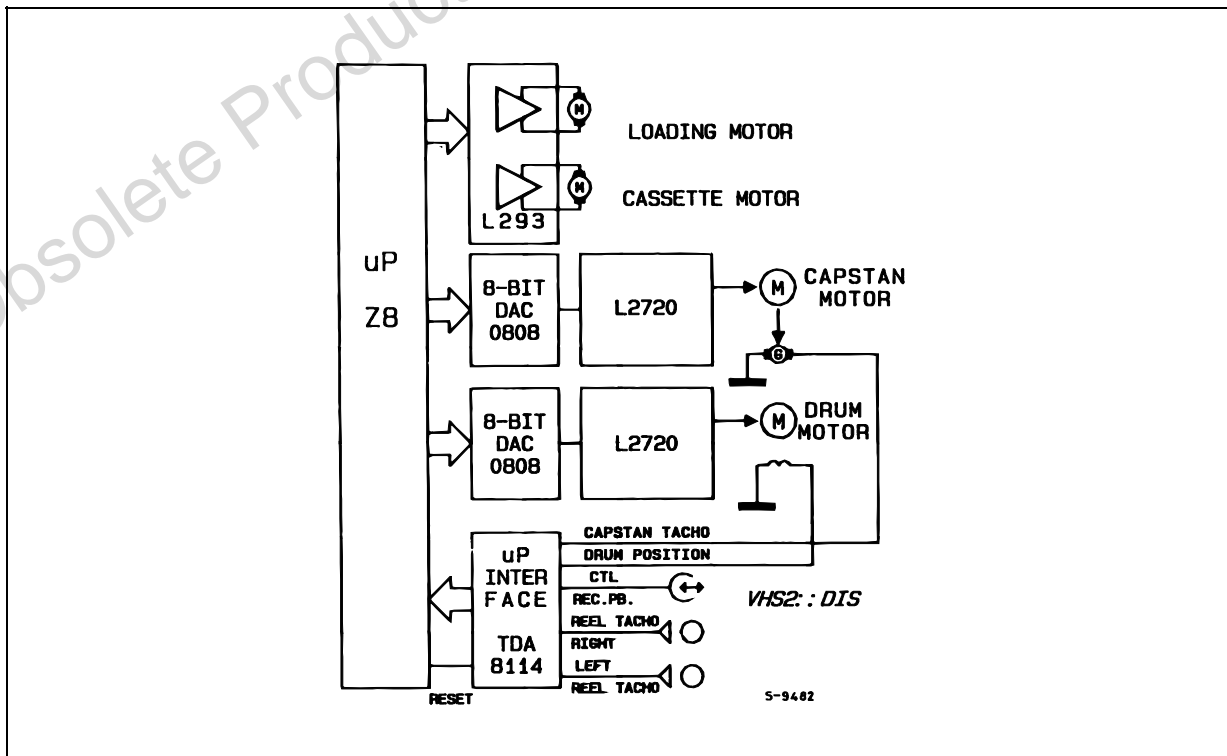 Obsolete Produc
M
LOADING MOTOR
M
CASSETTE MOTOR
L293
uP
Z8
8-BIT
DAC
0808
L2720
M
CAPSTAN
MOTOR
G
8-BIT
DAC
0808
L2720
M
DRUM
MOTOR
uP
INTER
FACE
TDA
8114
CAPSTAN TACHO
DRUM POSITION
CTL
REC.PB.
REEL TACHO
RIGHT
LEFT
REEL TACHO
RESET
VHS2::DIS
S-9482